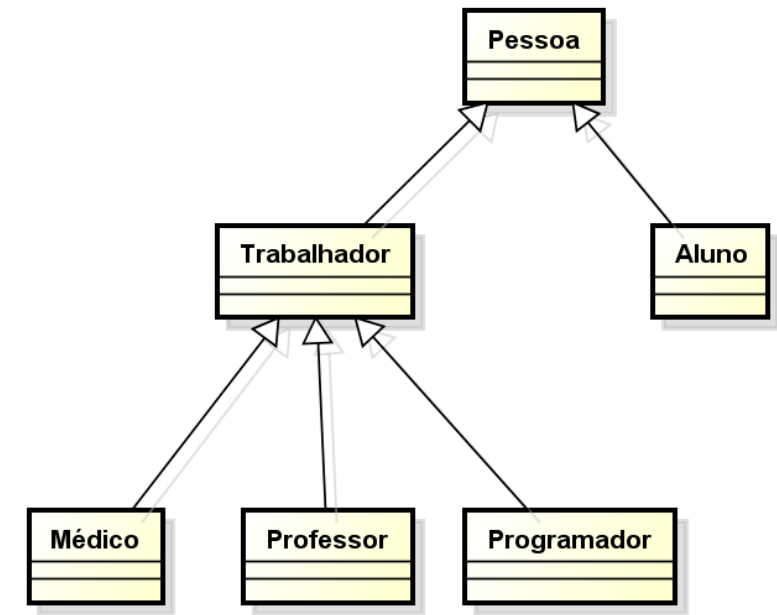 Pessoa
Trabalhador
Aluno
Médico
Professor
Programador